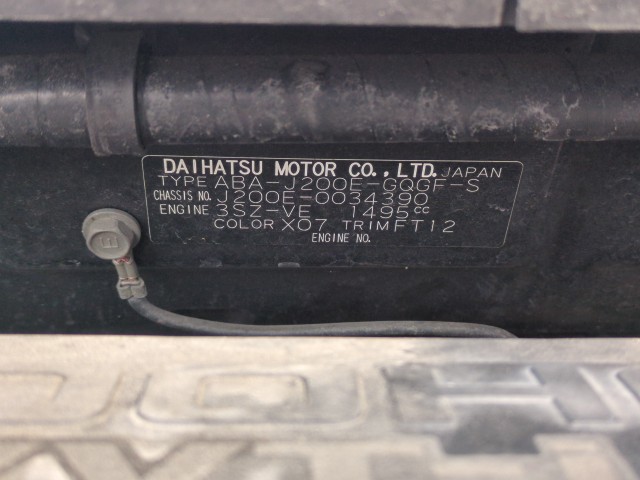 DAIHATSU MOTOR CO., LTD. JAPAN
TYPE ABA-J200E-GQGF-S
CHASSIS NO. J200E-0034390
ENGINE 3SZ-VE 1495cc
COLOR X07 TRIM FT12
ENGINE NO.